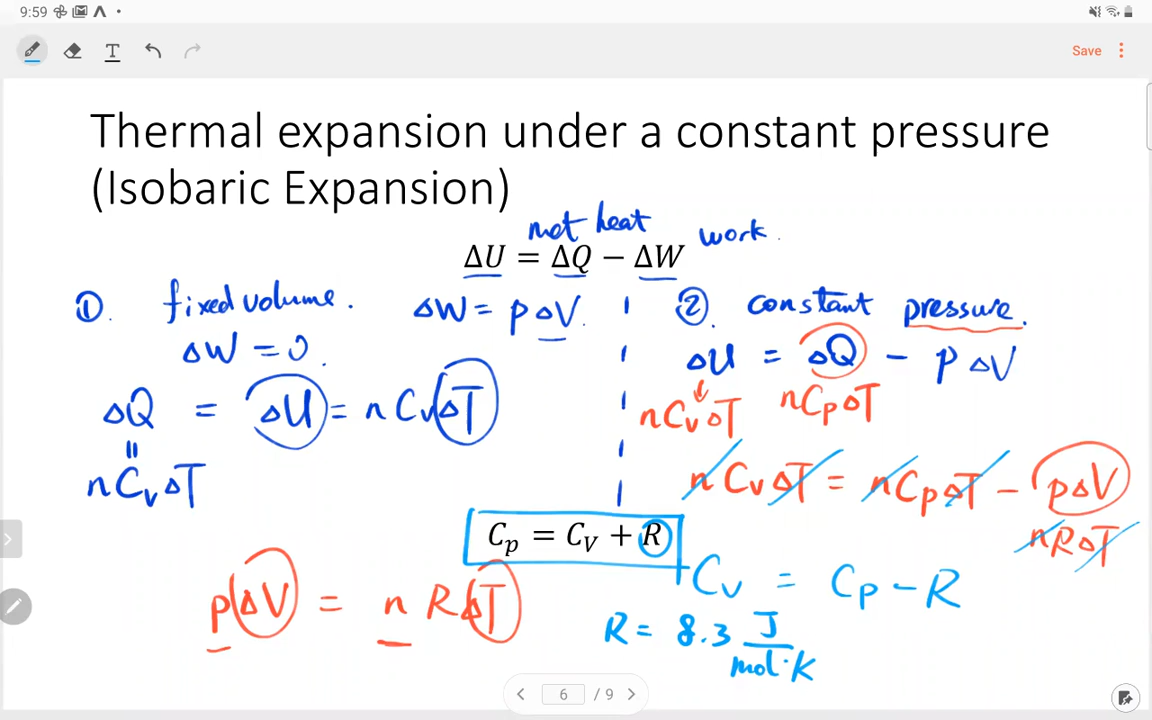 9:59
Save
Thermal expansion under a constant pressure
(Isobaric Expansion)
net heat work
ΔU = ΔQ − ΔW
① fixed volume. ΔW = pΔV.
ΔW = 0.
ΔQ = ΔU = nCvΔT
=
nCvΔT
② constant pressure.
ΔU = ΔQ − pΔV
nCvΔT nCpΔT
nCvΔT = nCpΔT − pΔV
nRΔT
Cp = CV + R
Cv = Cp − R
pΔV = nRΔT
R = 8.3 J
mol·K
6 / 9